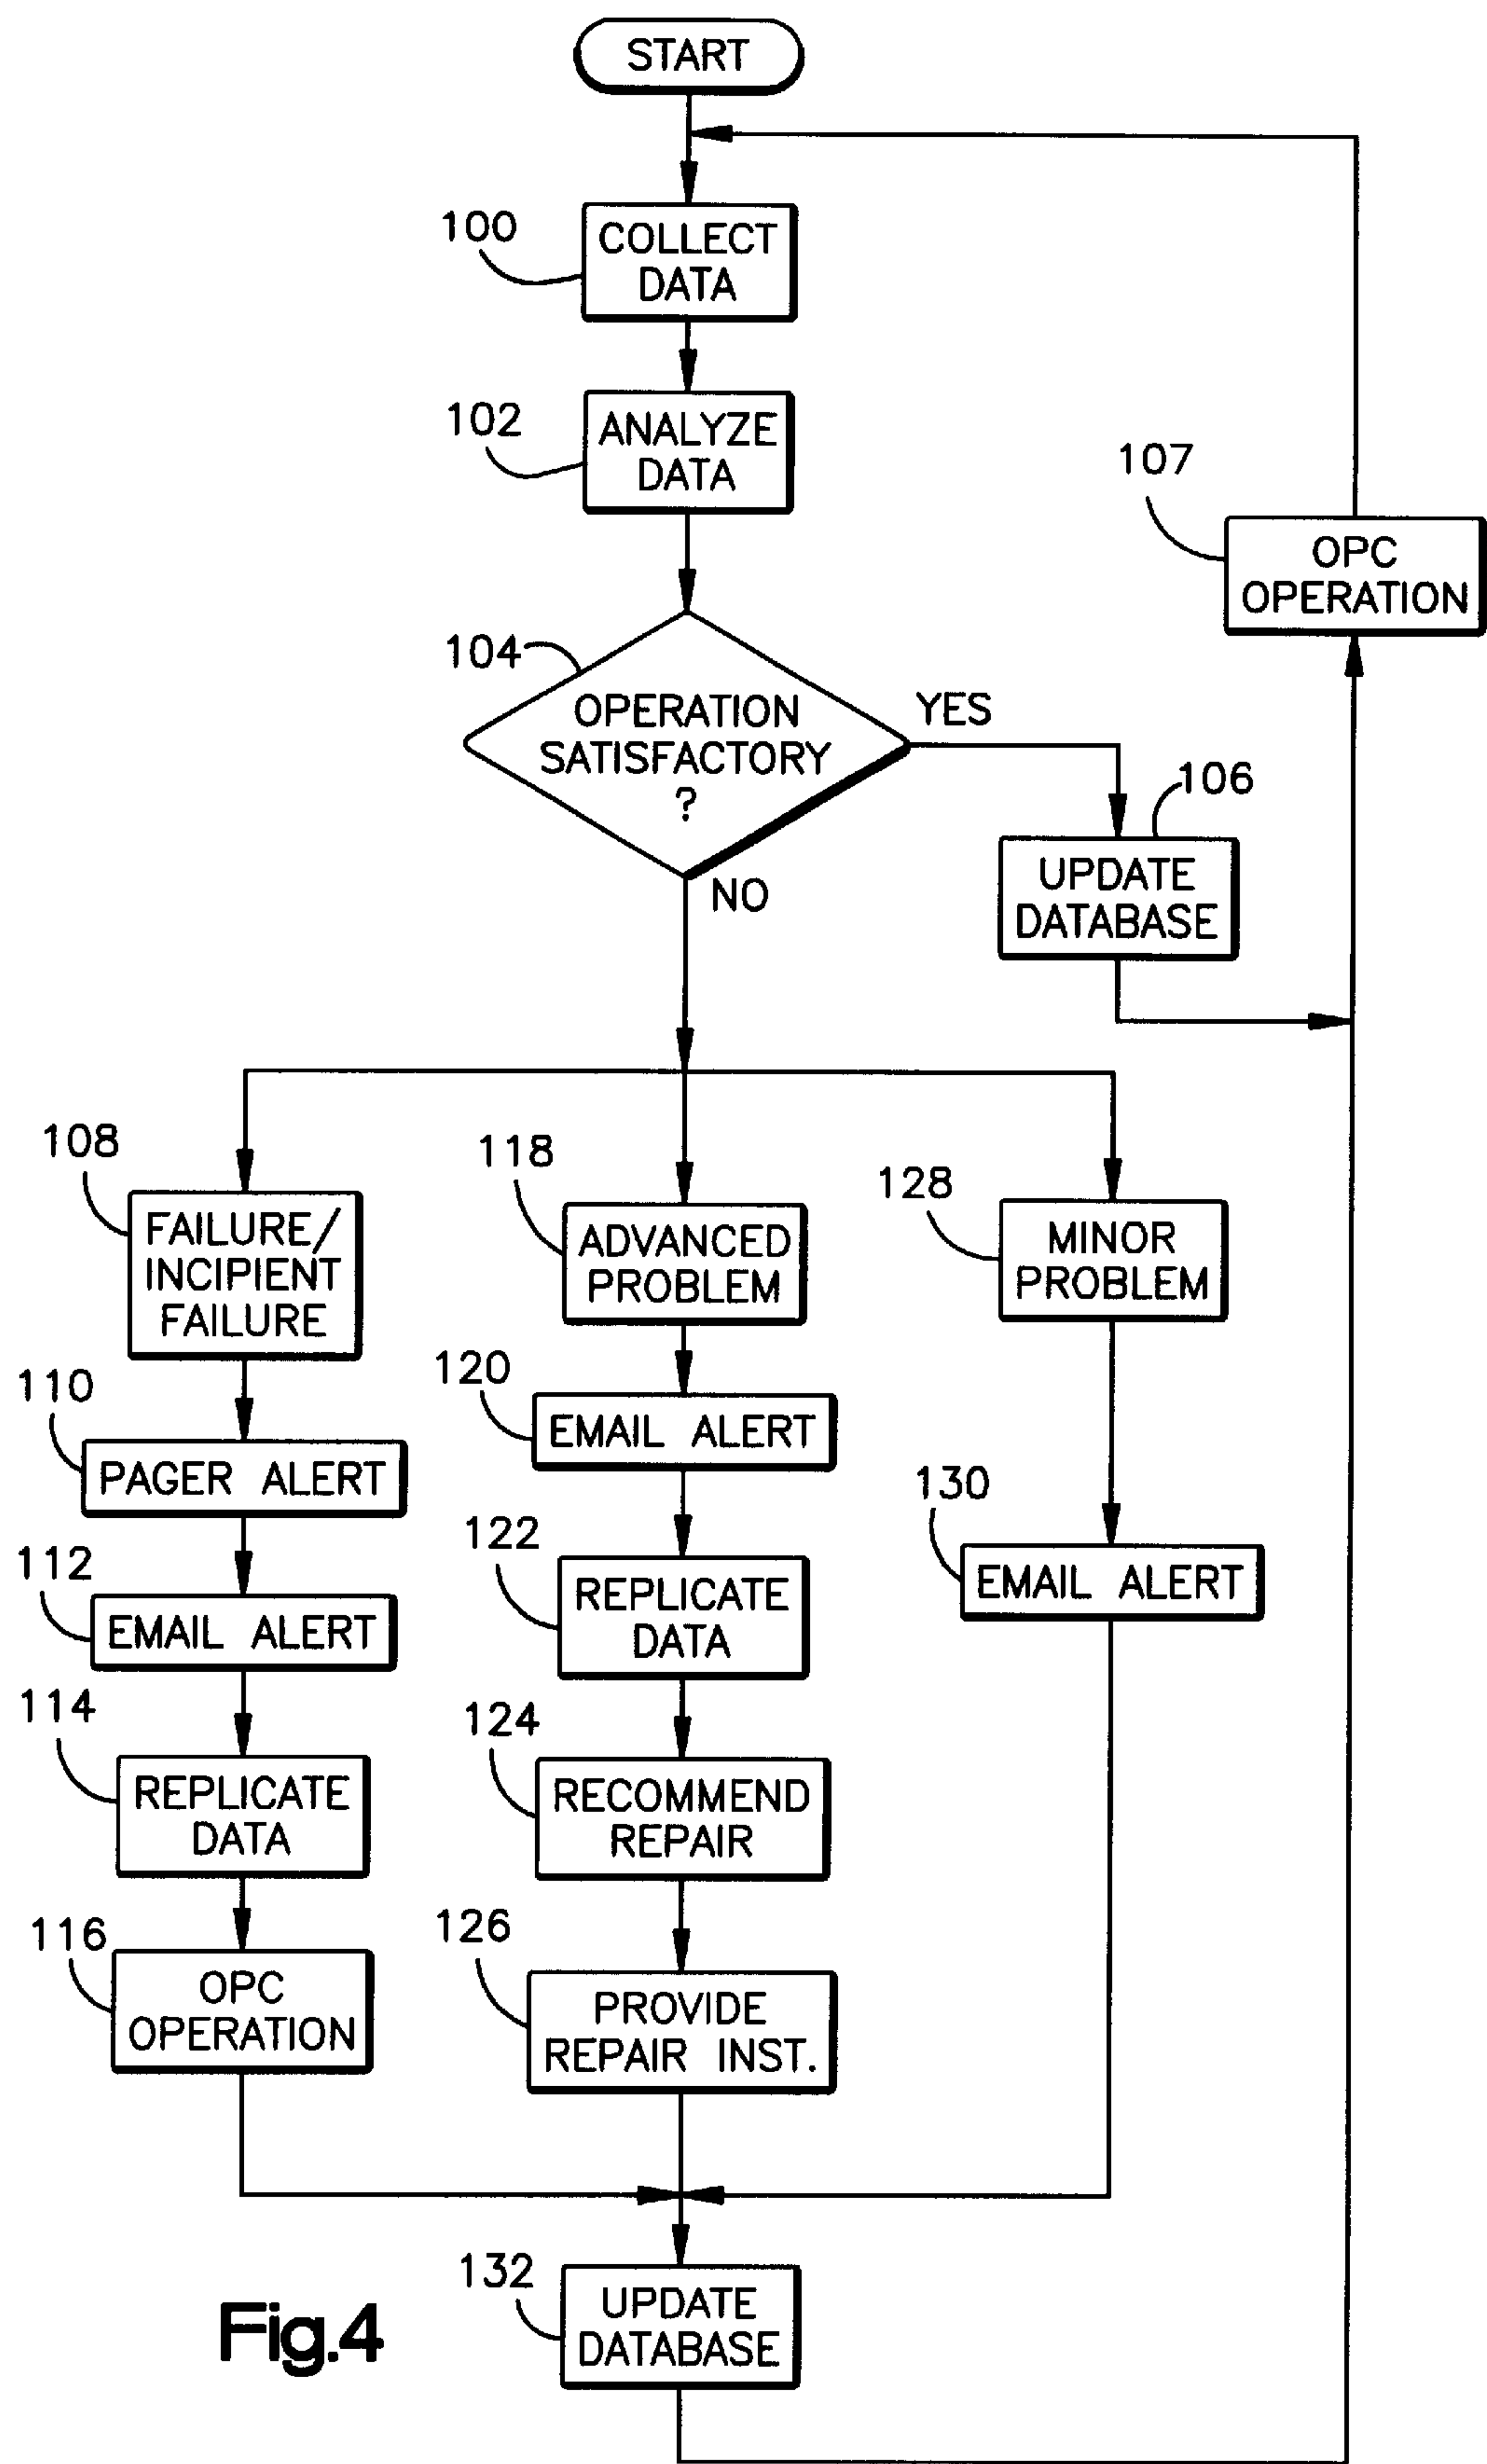 START
100
COLLECT
DATA
102
ANALYZE
DATA
107
OPC
OPERATION
104
OPERATION
SATISFACTORY
?
YES
NO
106
UPDATE
DATABASE
108
FAILURE/
INCIPIENT
FAILURE
110
PAGER ALERT
112
EMAIL ALERT
114
REPLICATE
DATA
116
OPC
OPERATION
118
ADVANCED
PROBLEM
120
EMAIL ALERT
122
REPLICATE
DATA
124
RECOMMEND
REPAIR
126
PROVIDE
REPAIR INST.
128
MINOR
PROBLEM
130
EMAIL ALERT
132
UPDATE
DATABASE
Fig.4